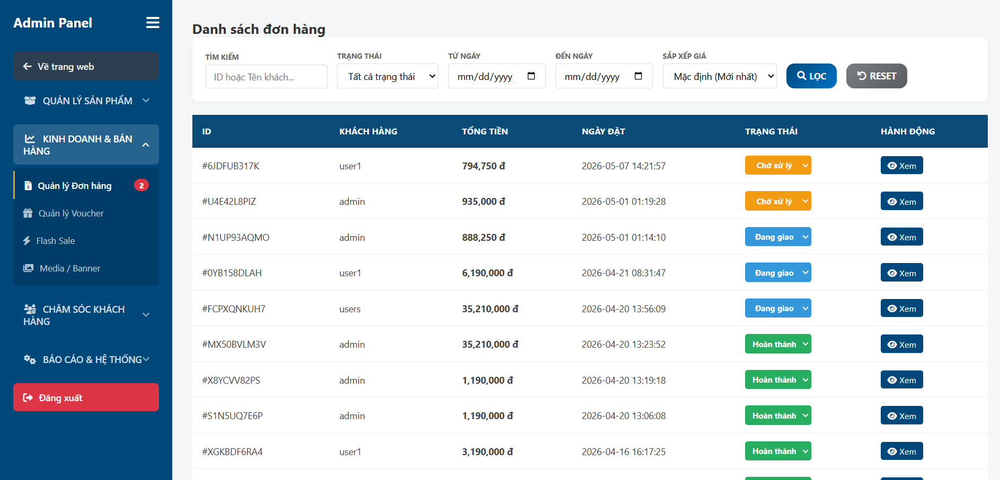 Admin Panel
Về trang web
QUẢN LÝ SẢN PHẨM
KINH DOANH & BÁN
HÀNG
Quản lý Đơn hàng 2
Quản lý Voucher
Flash Sale
Media / Banner
CHĂM SÓC KHÁCH
HÀNG
BÁO CÁO & HỆ THỐNG
Đăng xuất
Danh sách đơn hàng
TÌM KIẾM
ID hoặc Tên khách...
TRẠNG THÁI
Tất cả trạng thái
TỪ NGÀY
mm/dd/yyyy
ĐẾN NGÀY
mm/dd/yyyy
SẮP XẾP GIÁ
Mặc định (Mới nhất)
LỌC
RESET
ID KHÁCH HÀNG TỔNG TIỀN NGÀY ĐẶT TRẠNG THÁI HÀNH ĐỘNG
#6JDFUB317K user1 794,750 đ 2026-05-07 14:21:57 Chờ xử lý Xem
#U4E42L8PIZ admin 935,000 đ 2026-05-01 01:19:28 Chờ xử lý Xem
#N1UP93AQMO admin 888,250 đ 2026-05-01 01:14:10 Đang giao Xem
#0YB158DLAH user1 6,190,000 đ 2026-04-21 08:31:47 Đang giao Xem
#FCPXQNKUH7 users 35,210,000 đ 2026-04-20 13:56:09 Đang giao Xem
#MX50BVLM3V admin 35,210,000 đ 2026-04-20 13:23:52 Hoàn thành Xem
#X8YCVV82PS admin 1,190,000 đ 2026-04-20 13:19:18 Hoàn thành Xem
#S1N5UQ7E6P admin 1,190,000 đ 2026-04-20 13:06:08 Hoàn thành Xem
#XGKBDF6RA4 user1 3,190,000 đ 2026-04-16 16:17:25 Hoàn thành Xem